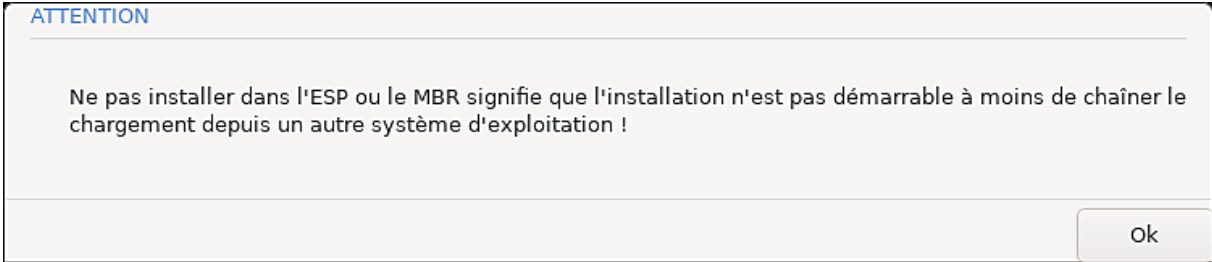 ATTENTION
Ne pas installer dans l'ESP ou le MBR signifie que l'installation n'est pas démarrable à moins de chaîner le
chargement depuis un autre système d'exploitation !
Ok